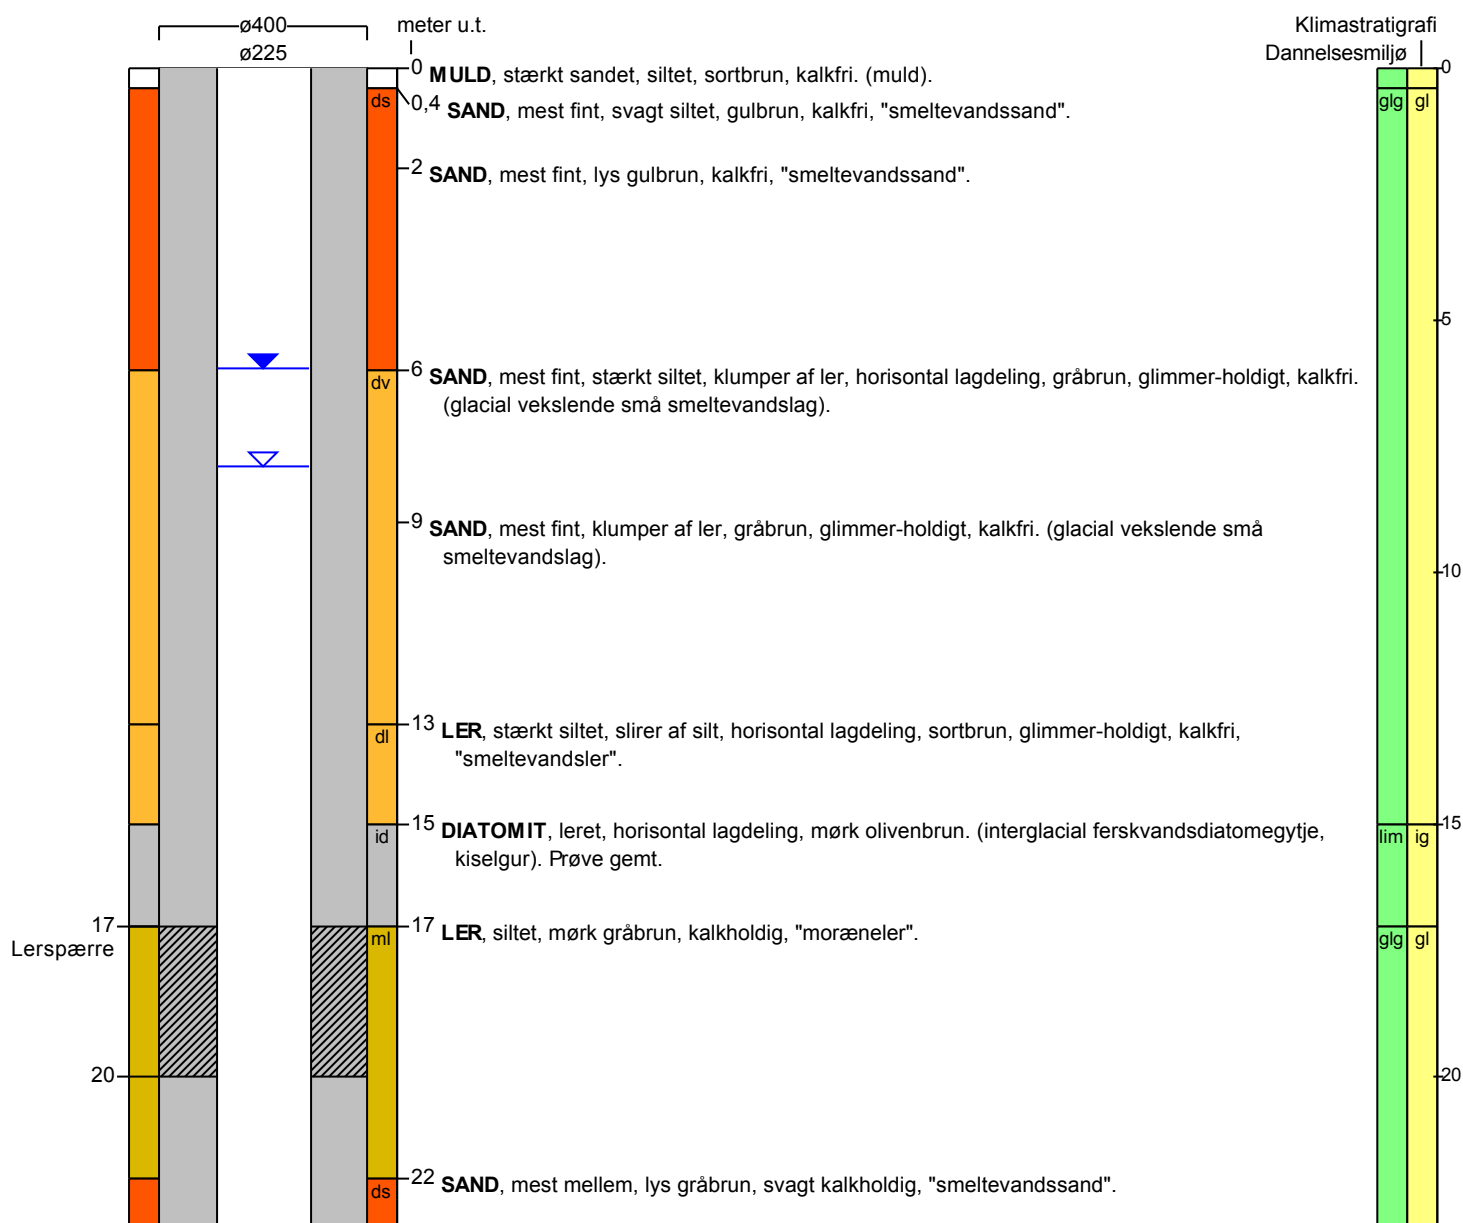 ø400
meter u.t.
Klimastratigrafi
ø225
Dannelsesmiljø
0 MULD, stærkt sandet, siltet, sortbrun, kalkfri. (muld).
0
ds
0,4 SAND, mest fint, svagt siltet, gulbrun, kalkfri, "smeltevandssand".
glg gl
2 SAND, mest fint, lys gulbrun, kalkfri, "smeltevandssand".
5
6 SAND, mest fint, stærkt siltet, klumper af ler, horisontal lagdeling, gråbrun, glimmer-holdigt, kalkfri.
dv
(glacial vekslende små smeltevandslag).
9 SAND, mest fint, klumper af ler, gråbrun, glimmer-holdigt, kalkfri. (glacial vekslende små
smeltevandslag).
10
13 LER, stærkt siltet, slirer af silt, horisontal lagdeling, sortbrun, glimmer-holdigt, kalkfri,
dl
"smeltevandsler".
15 DIATOMIT, leret, horisontal lagdeling, mørk olivenbrun. (interglacial ferskvandsdiatomegytje,
15
id
lim ig
kiselgur). Prøve gemt.
17
17 LER, siltet, mørk gråbrun, kalkholdig, "moræneler".
Lerspærre
ml
glg gl
20
20
22 SAND, mest mellem, lys gråbrun, svagt kalkholdig, "smeltevandssand".
ds